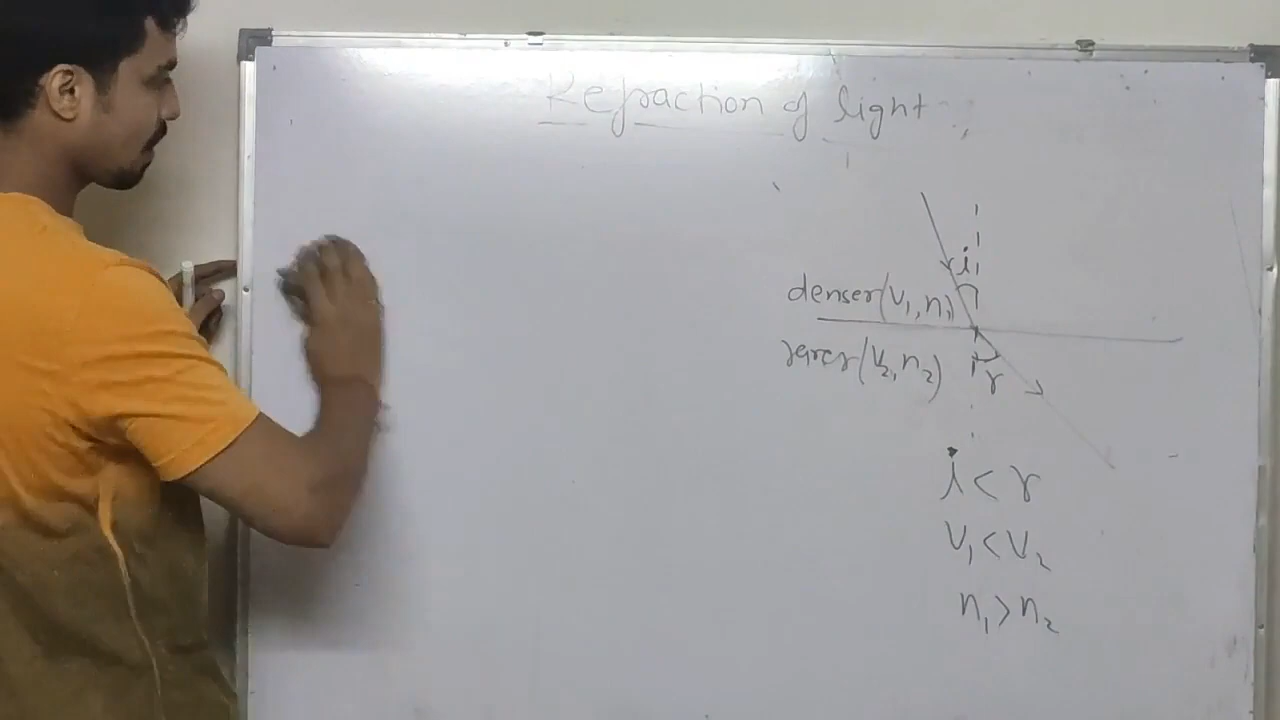 Refraction of light
i
denser(v1, n1)
rarer(v2, n2)
r
i < r
v1 < v2
n1 > n2